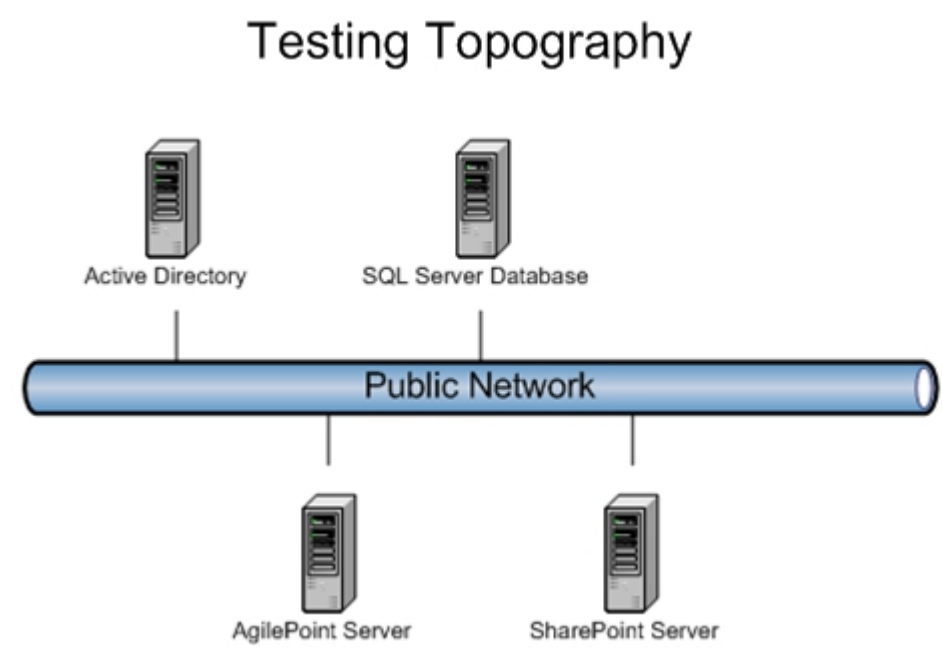 Testing Topography
Active Directory
SQL Server Database
Public Network
AgilePoint Server
SharePoint Server